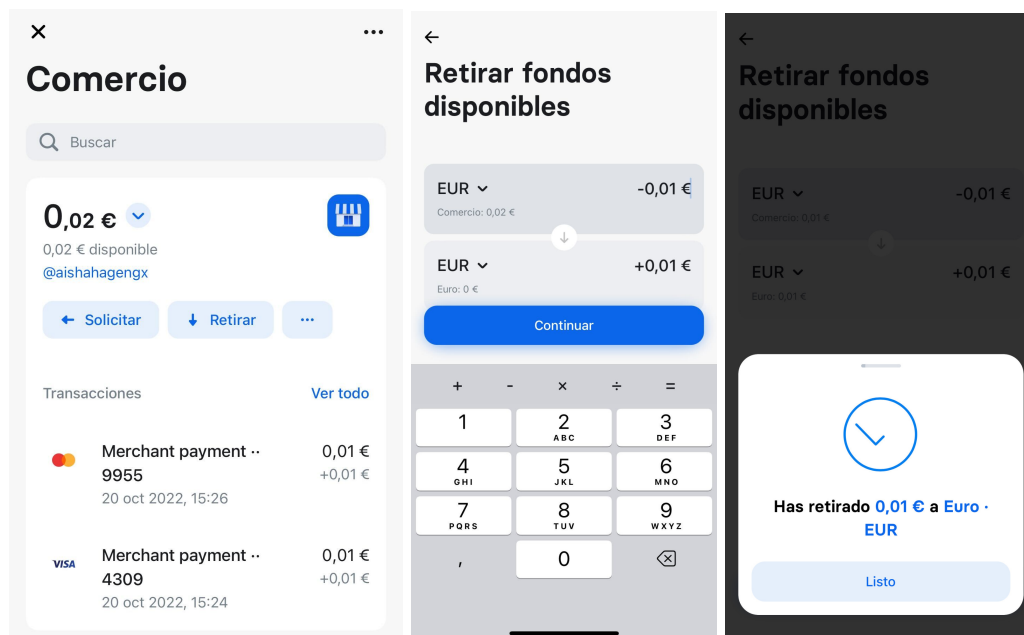 Comercio
Buscar
0,02 €
0,02 € disponible
@aishahagengx
Solicitar
Retirar
...
Transacciones
Ver todo
Merchant payment ··
9955
0,01 €
+0,01 €
20 oct 2022, 15:26
VISA
Merchant payment ··
4309
0,01 €
+0,01 €
20 oct 2022, 15:24
Retirar fondos
disponibles
EUR
-0,01 €
Comercio: 0,02 €
EUR
+0,01 €
Euro: 0 €
Continuar
+ - × ÷ =
1
2
ABC
3
DEF
4
GHI
5
JKL
6
MNO
7
PQRS
8
TUV
9
WXYZ
,
0
Retirar fondos
disponibles
EUR
-0,01 €
Comercio: 0,01 €
EUR
+0,01 €
Euro: 0,01 €
Has retirado 0,01 € a Euro ·
EUR
Listo